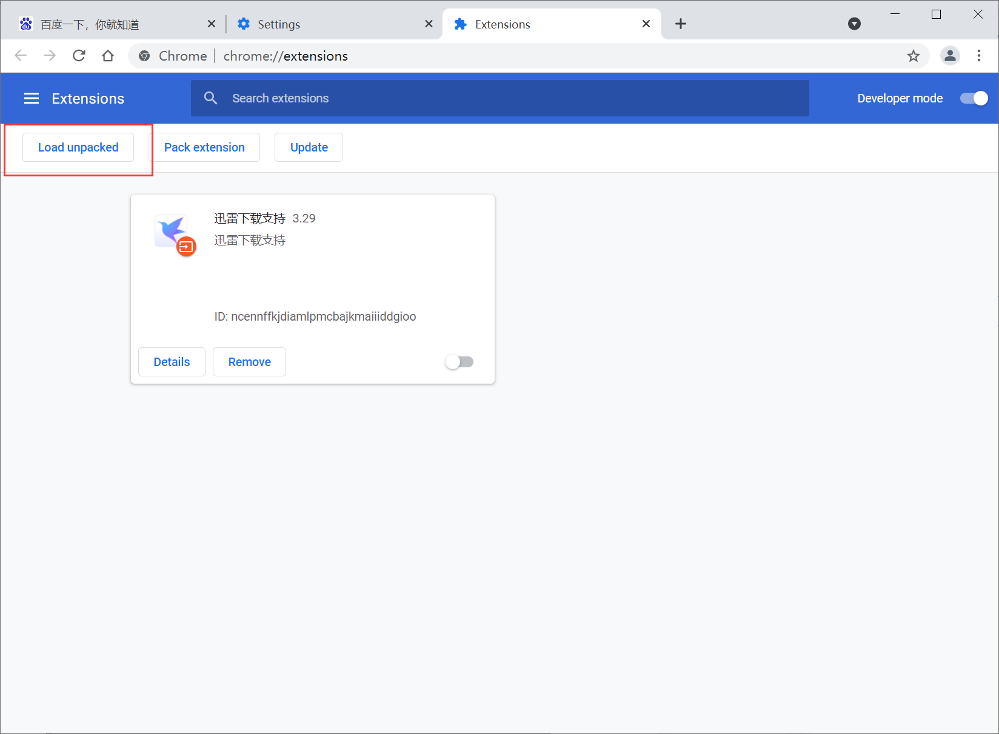 百度一下，你就知道
Settings
Extensions
Chrome
chrome://extensions
Extensions
Search extensions
Developer mode
Load unpacked
Pack extension
Update
迅雷下载支持 3.29
迅雷下载支持
ID: ncennffkjdiamlpmcbajkmaiiiddgioo
Details
Remove